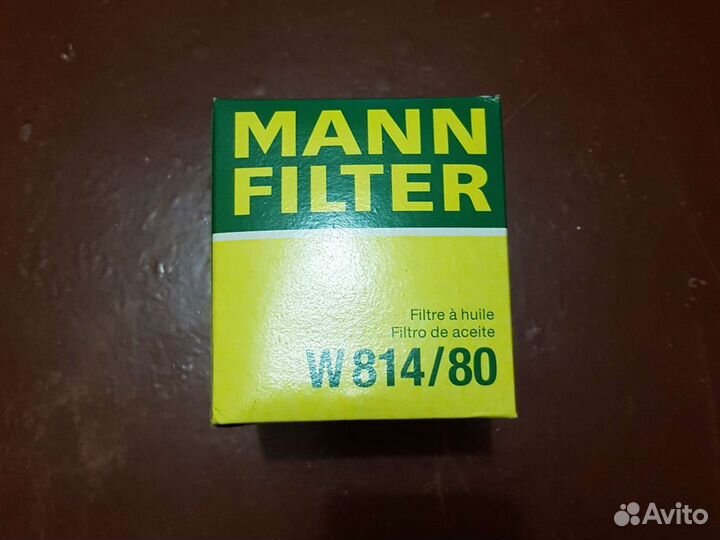 MANN
FILTER
Filtre à huile
Filtro de aceite
W 814/80
Avito